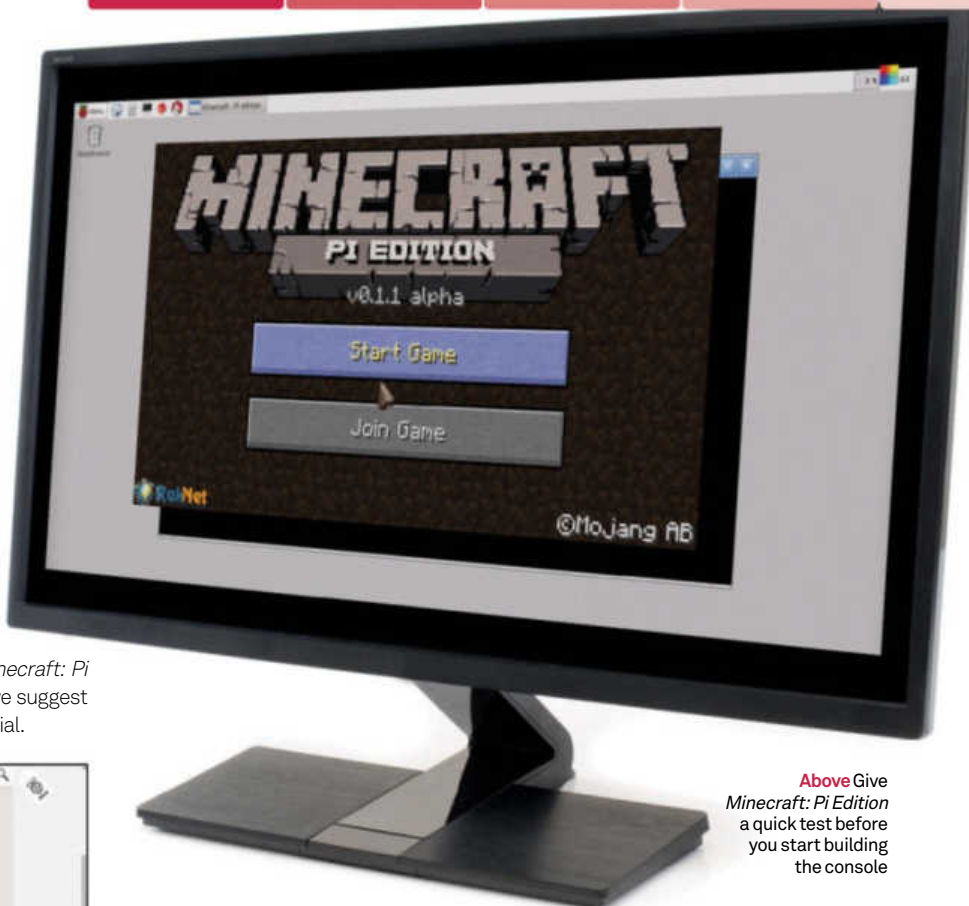 MINECRAFT
PI EDITION
v0.1.1 alpha
Start Game
Join Game
RakNet
©Mojang AB
necraft: Pi
e suggest
ial.
Above Give
Minecraft: Pi Edition
a quick test before
you start building
the console